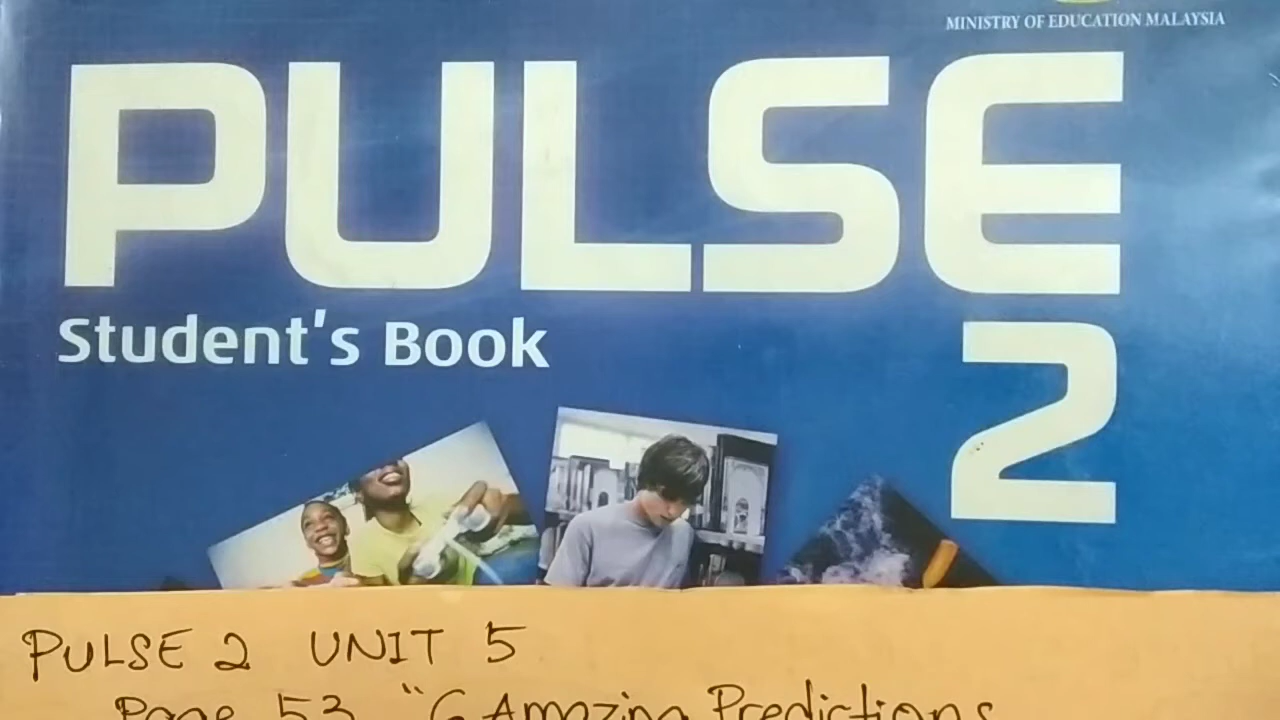 MINISTRY OF EDUCATION MALAYSIA
PULSE
2
Student's Book
PULSE 2 UNIT 5
Page 53 "6 Amazing Predictions